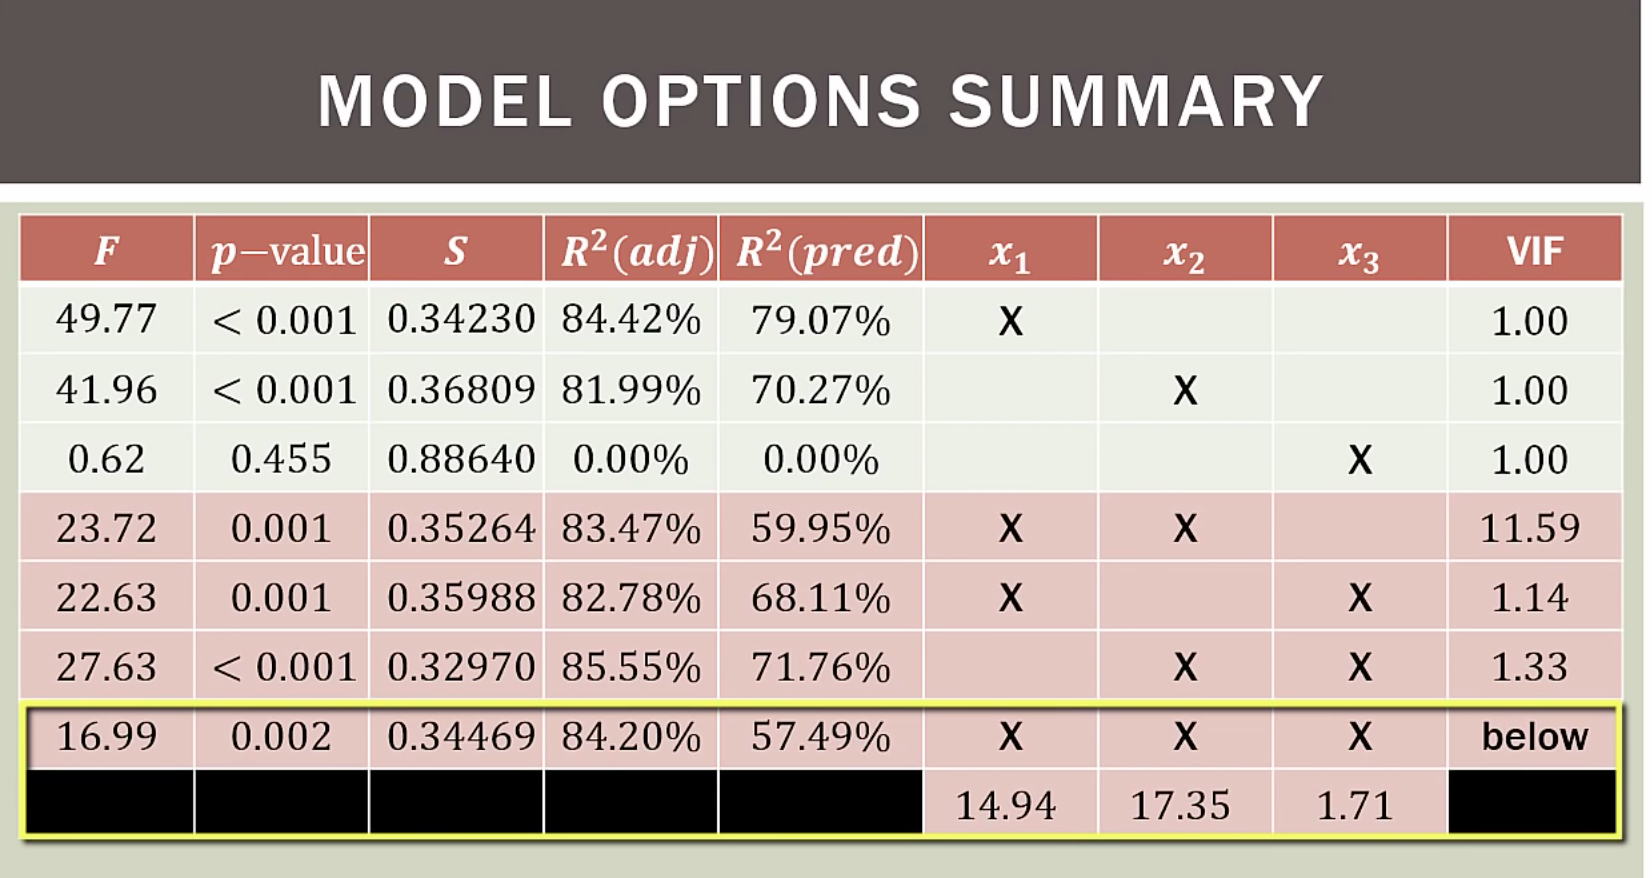 MODEL OPTIONS SUMMARY
F p−value S R²(adj) R²(pred) x₁ x₂ x₃ VIF
49.77 < 0.001 0.34230 84.42% 79.07% X 1.00
41.96 < 0.001 0.36809 81.99% 70.27% X 1.00
0.62 0.455 0.88640 0.00% 0.00% X 1.00
23.72 0.001 0.35264 83.47% 59.95% X X 11.59
22.63 0.001 0.35988 82.78% 68.11% X X 1.14
27.63 < 0.001 0.32970 85.55% 71.76% X X 1.33
16.99 0.002 0.34469 84.20% 57.49% X X X below
14.94 17.35 1.71